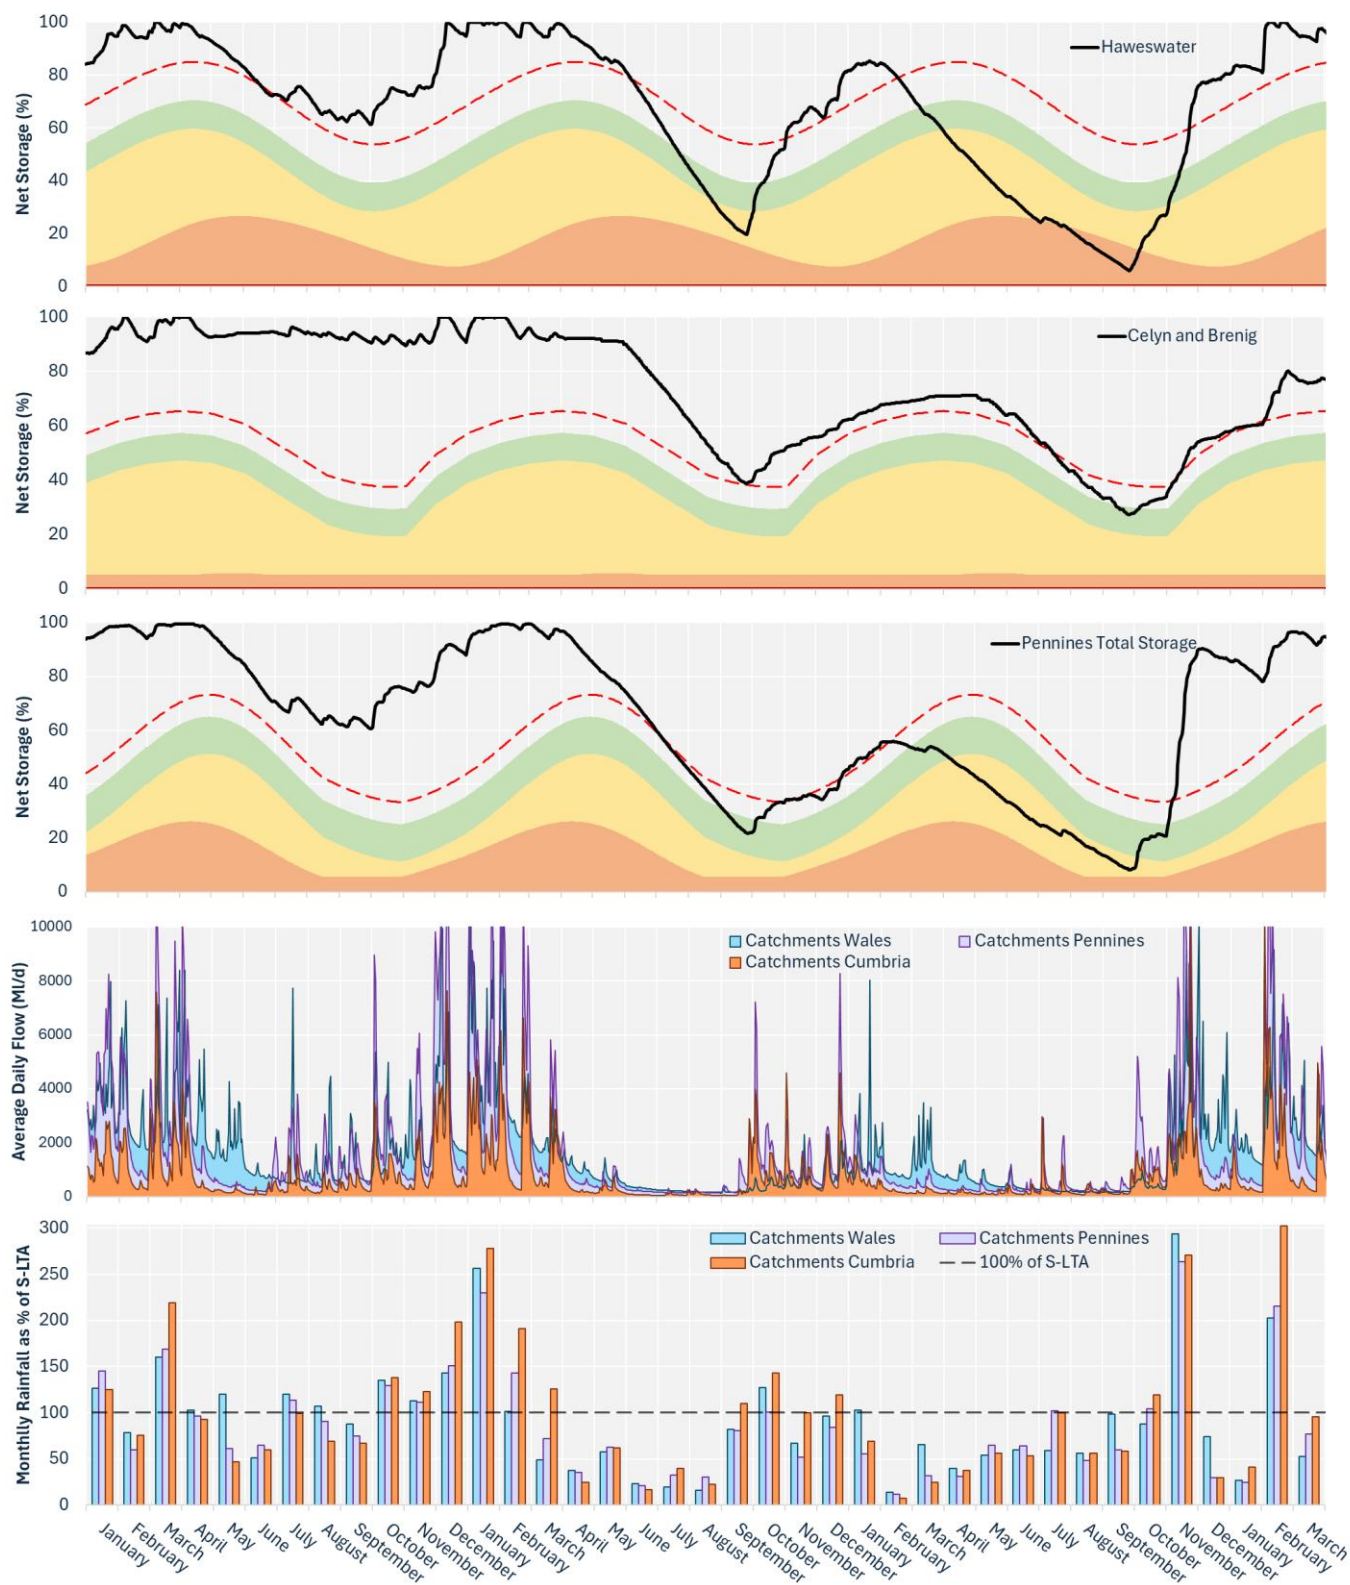 100
80
60
40
20
0
Net Storage (%)
Haweswater
100
80
60
40
20
0
Net Storage (%)
Celyn and Brenig
100
80
60
40
20
0
Net Storage (%)
Pennines Total Storage
10000
8000
6000
4000
2000
0
Average Daily Flow (Ml/d)
Catchments Wales
Catchments Pennines
Catchments Cumbria
300
250
200
150
100
50
0
Monthlly Rainfall as % of S-LTA
Catchments Wales
Catchments Pennines
Catchments Cumbria
100% of S-LTA
January
February
March
April
May
June
July
August
September
October
November
December
January
February
March
April
May
June
July
August
September
October
November
December
January
February
March
April
May
June
July
August
September
October
November
December
January
February
March